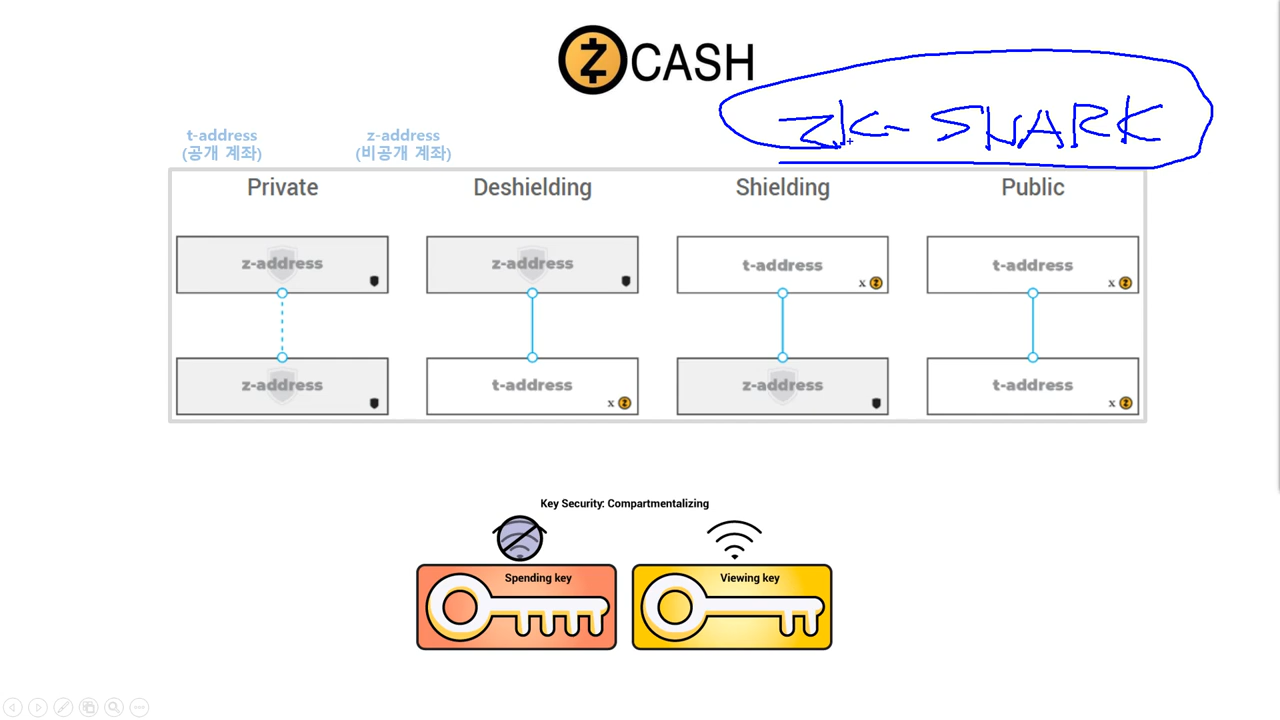 ZCASH
zk- SNARK
t-address z-address
(공개 계좌) (비공개 계좌)
Private Deshielding Shielding Public
z-address z-address t-address t-address
x x
z-address t-address z-address t-address
x x
Key Security: Compartmentalizing
Spending key Viewing key